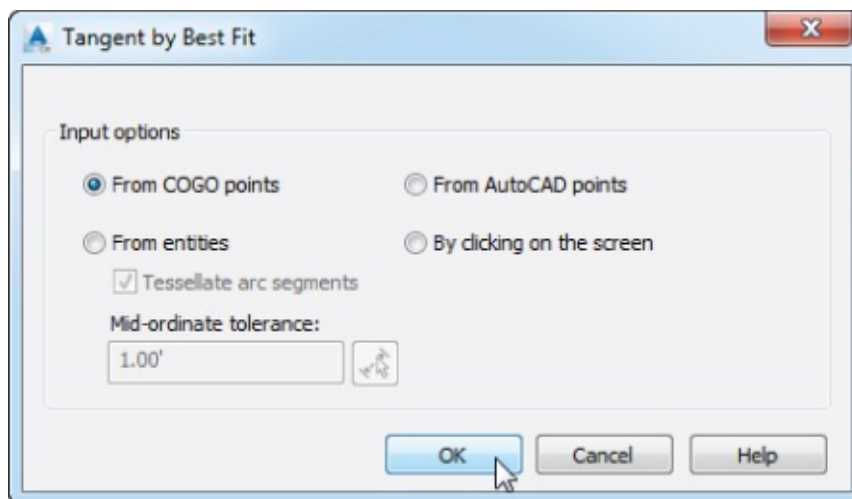 Tangent by Best Fit
Input options
From COGO points
From AutoCAD points
From entities
By clicking on the screen
Tessellate arc segments
Mid-ordinate tolerance:
1.00'
OK
Cancel
Help